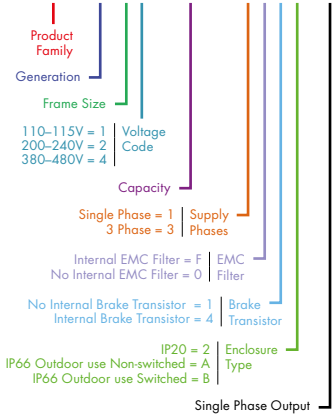 Product
Family
Generation
Frame Size
110–115V = 1
200–240V = 2
380–480V = 4
Voltage
Code
Capacity
Single Phase = 1
3 Phase = 3
Supply
Phases
Internal EMC Filter = F
No Internal EMC Filter = 0
EMC
Filter
No Internal Brake Transistor = 1
Internal Brake Transistor = 4
Brake
Transistor
IP20 = 2
IP66 Outdoor use Non-switched = A
IP66 Outdoor use Switched = B
Enclosure
Type
Single Phase Output